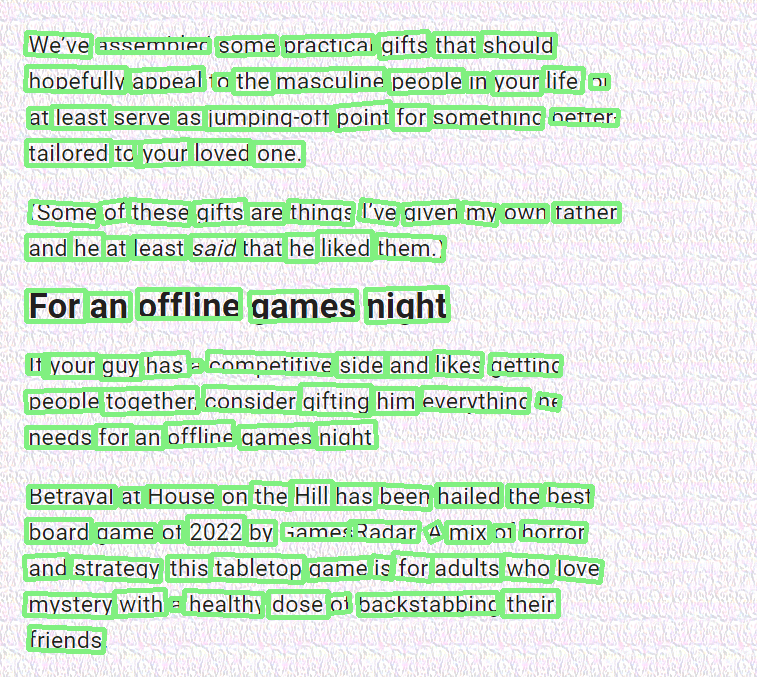 We've assembled some practical gifts that should
hopefully appeal to the masculine people in your life or
at least serve as jumping-off point for something better-
tailored to your loved one.
(Some of these gifts are things I've given my own father
and he at least said that he liked them.)
For an offline games night
If your guy has a competitive side and likes getting
people together, consider gifting him everything he
needs for an offline games night
Betrayal at House on the Hill has been hailed the best
board game of 2022 by GamesRadar. A mix of horror
and strategy this tabletop game is for adults who love
mystery with a healthy dose of backstabbing their
friends.